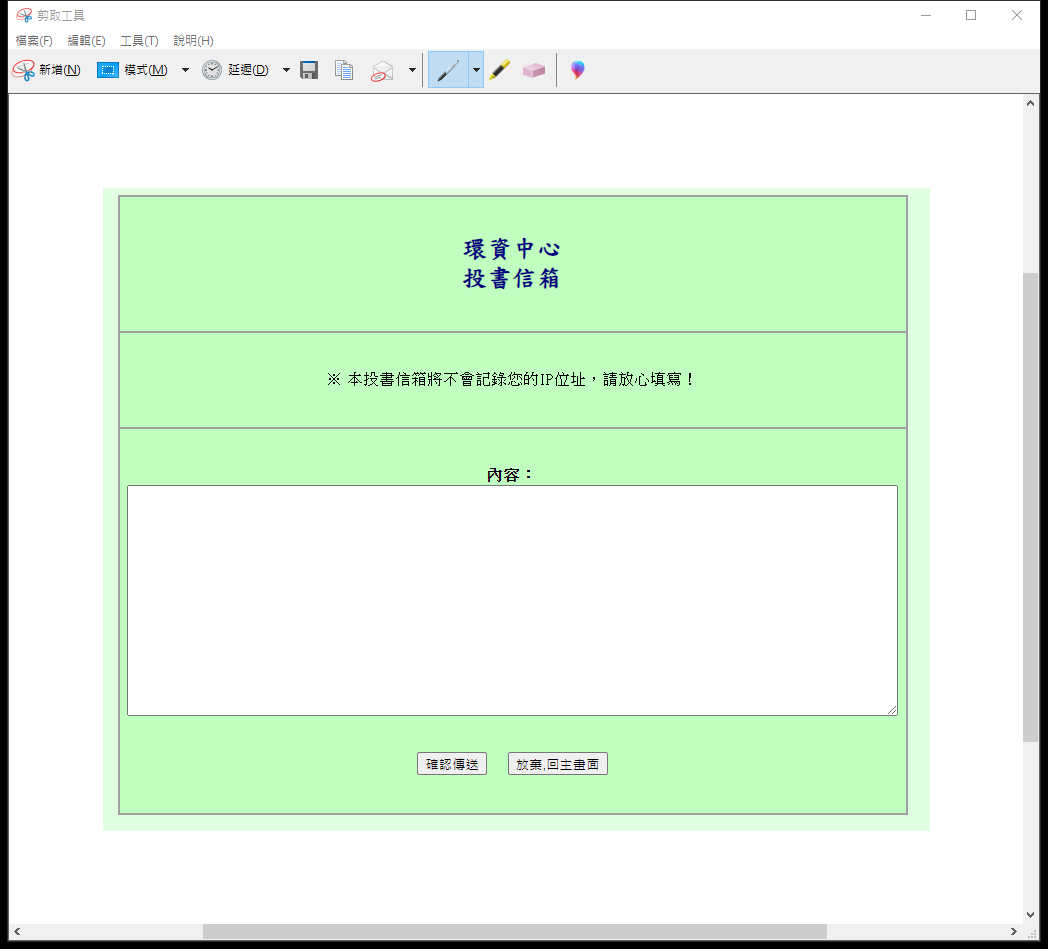 剪取工具
檔案(F) 編輯(E) 工具(T) 說明(H)
新增(N) 模式(M) 延遲(D)
環資中心
投書信箱
※ 本投書信箱將不會記錄您的IP位址，請放心填寫！
內容：
確認傳送 放棄,回主畫面